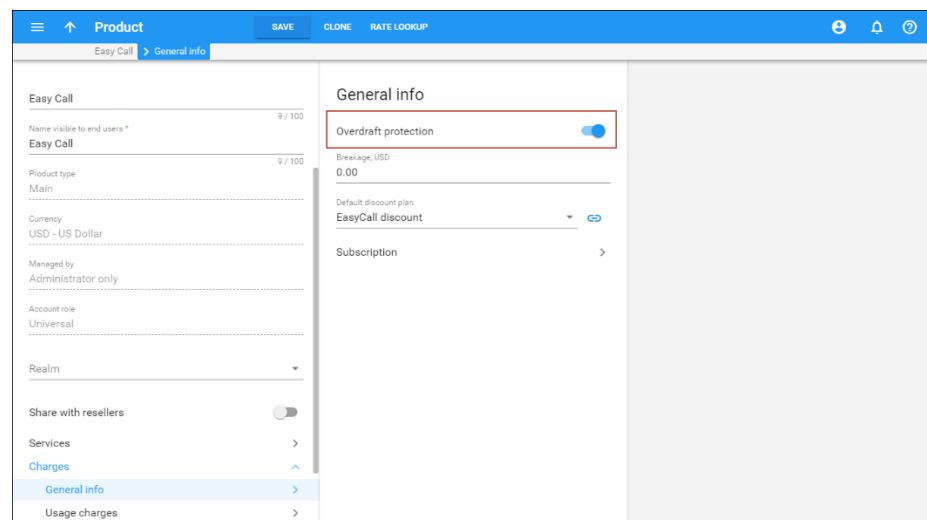 Product
SAVE
CLONE
RATE LOOKUP
Easy Call
General info
Easy Call
9 / 100
Name visible to end users *
Easy Call
9 / 100
Product type
Main
Currency
USD - US Dollar
Managed by
Administrator only
Account role
Universal
Realm
Share with resellers
Services
Charges
General info
Usage charges
General info
Overdraft protection
Breakage, USD
0.00
Default discount plan
EasyCall discount
Subscription